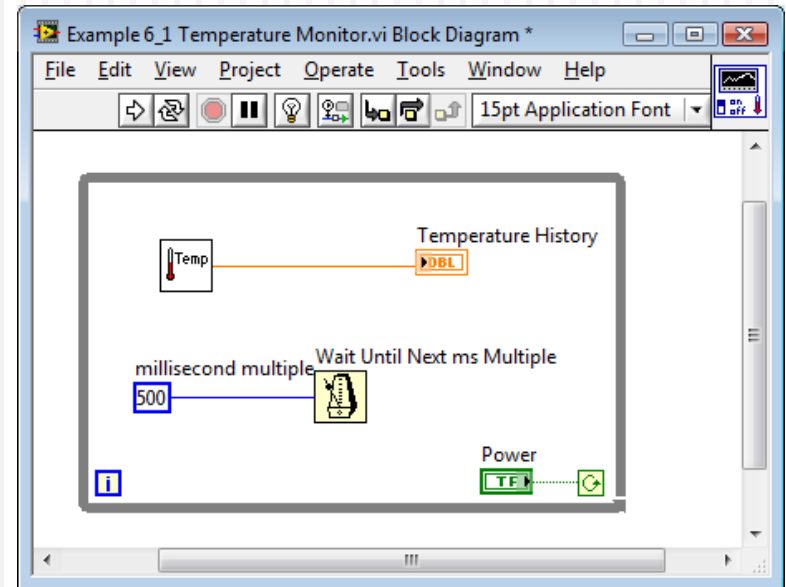 Example 6_1 Temperature Monitor.vi Block Diagram *
File Edit View Project Operate Tools Window Help
15pt Application Font
Temperature History
Temp
DBL
Wait Until Next ms Multiple
millisecond multiple
500
Power
i
TF